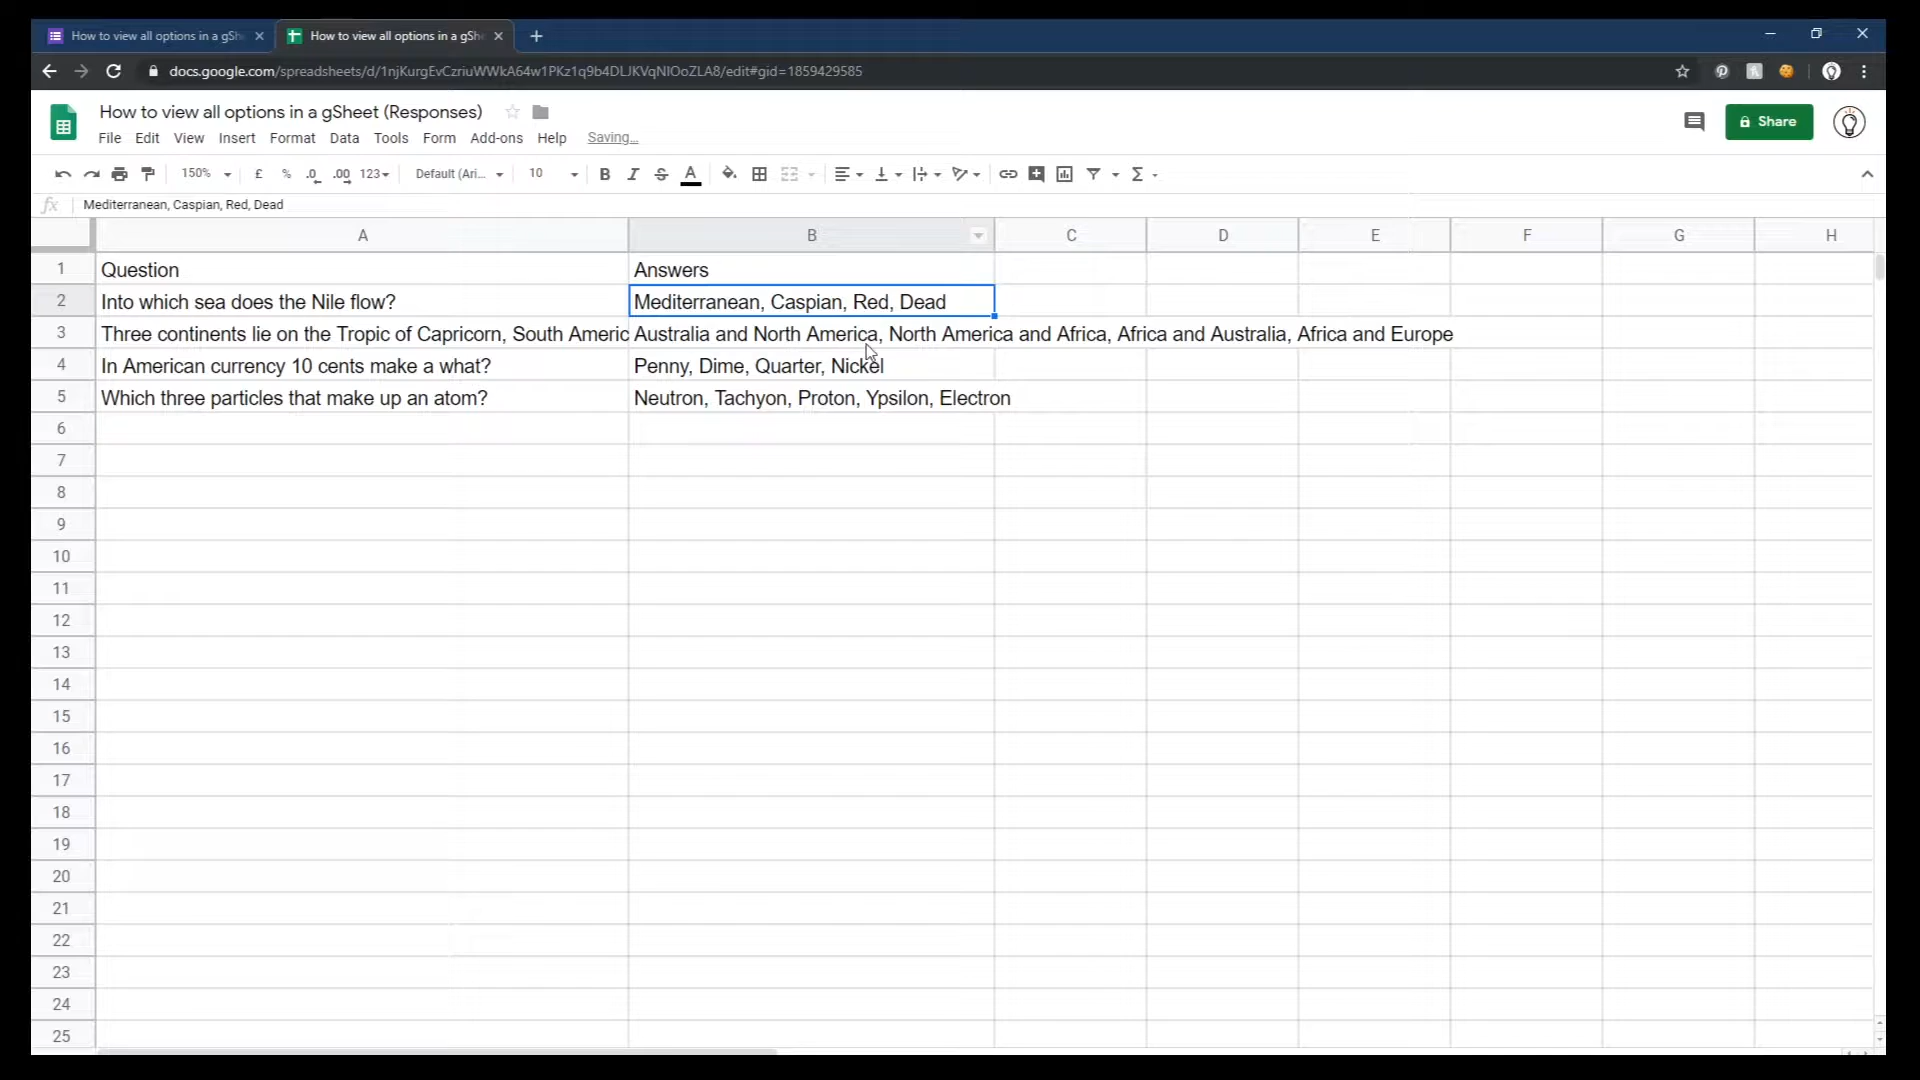 How to view all options in a gSh
How to view all options in a gSh
docs.google.com/spreadsheets/d/1njKurgEvCzriuWWkA64w1PKz1q9b4DLJKVqNIOoZLA8/edit#gid=1859429585
How to view all options in a gSheet (Responses)
File Edit View Insert Format Data Tools Form Add-ons Help Saving...
Share
150% £ % .0 .00 123 Default (Ari... 10 B I S A Σ
fx Mediterranean, Caspian, Red, Dead
A B C D E F G H
1 Question Answers
2 Into which sea does the Nile flow? Mediterranean, Caspian, Red, Dead
3 Three continents lie on the Tropic of Capricorn, South Americ Australia and North America, North America and Africa, Africa and Australia, Africa and Europe
4 In American currency 10 cents make a what? Penny, Dime, Quarter, Nickel
5 Which three particles that make up an atom? Neutron, Tachyon, Proton, Ypsilon, Electron
6
7
8
9
10
11
12
13
14
15
16
17
18
19
20
21
22
23
24
25